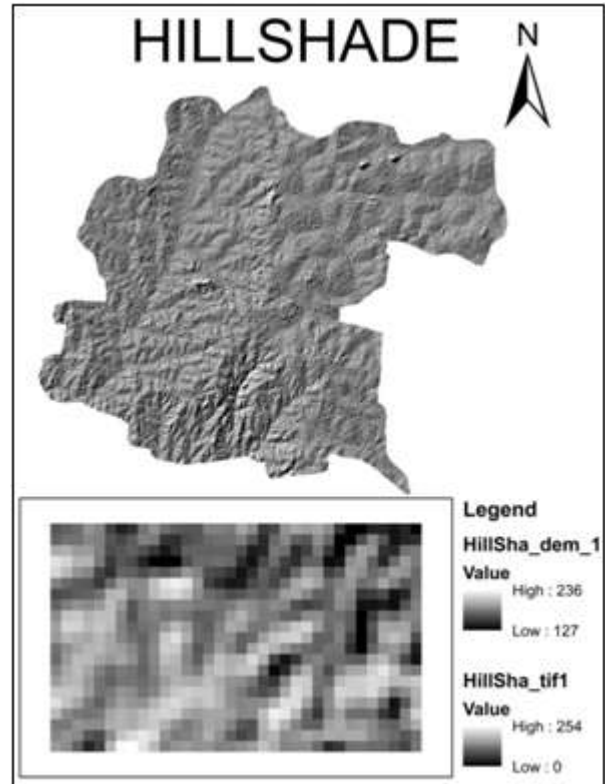 HILLSHADE
N
Legend
HillSha_dem_1
Value
High : 236
Low : 127
HillSha_tif1
Value
High : 254
Low : 0